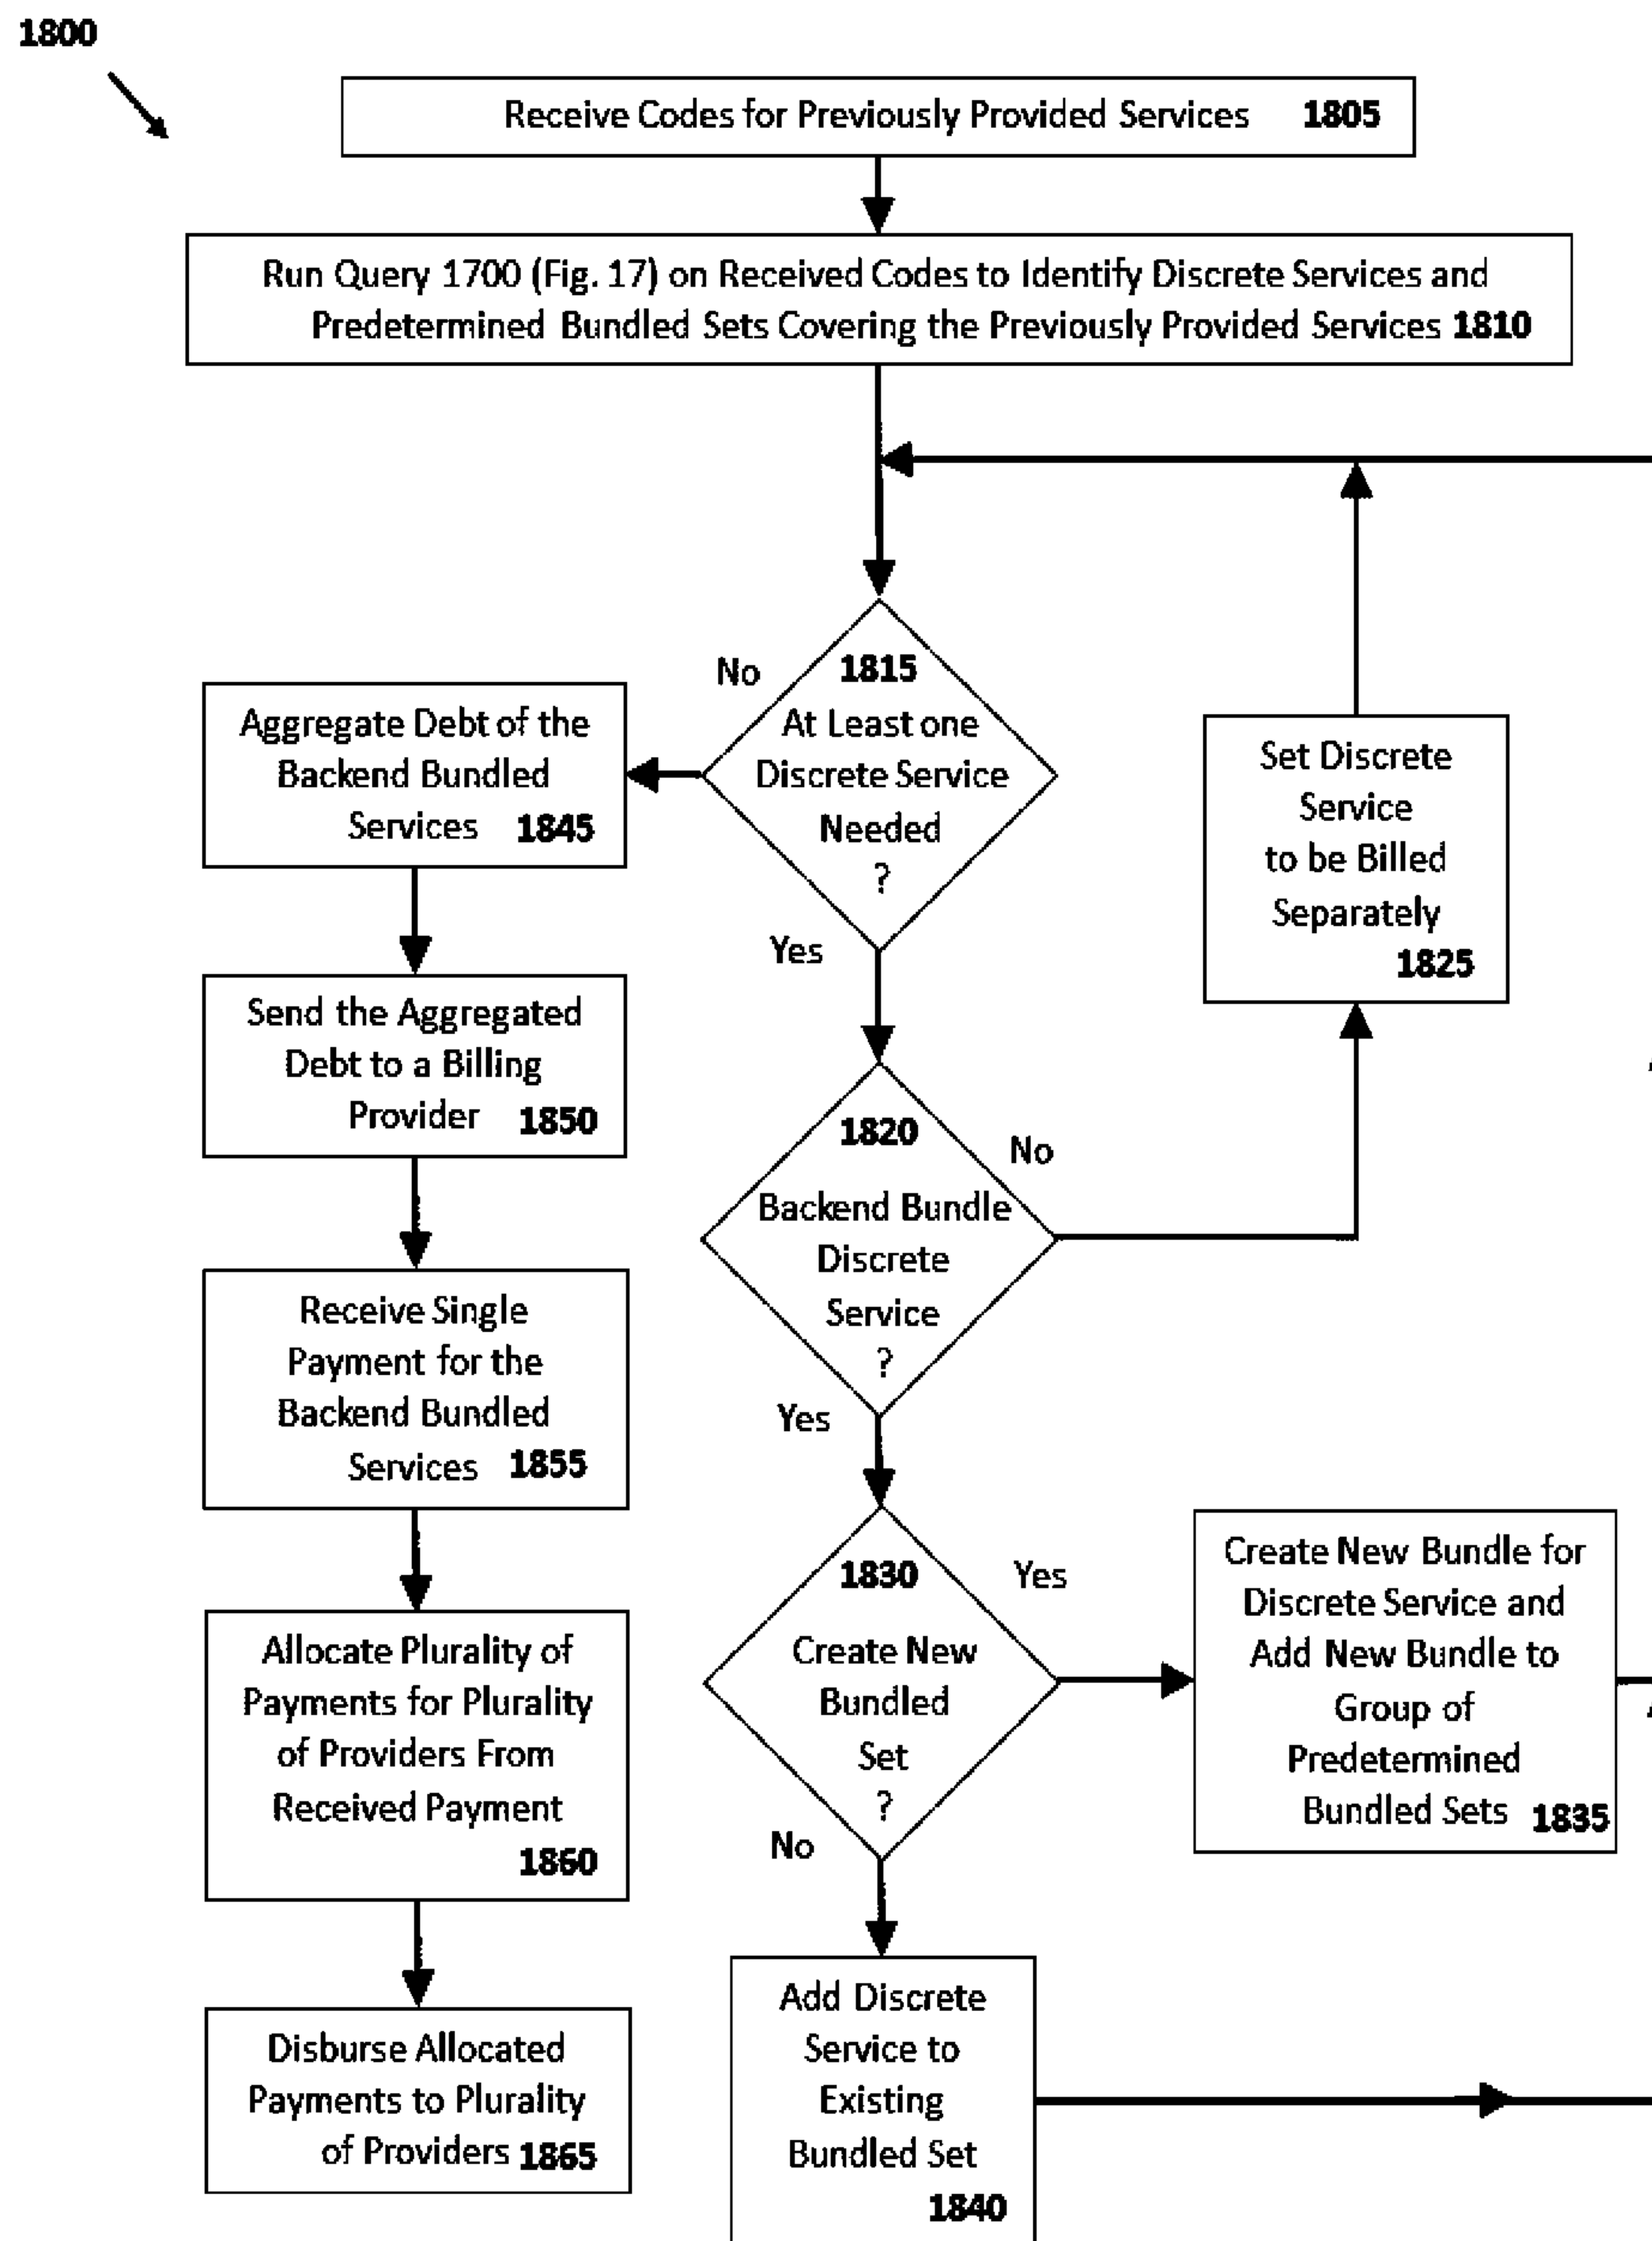 1800
Receive Codes for Previously Provided Services 1805
Run Query 1700 (Fig. 17) on Received Codes to Identify Discrete Services and
Predetermined Bundled Sets Covering the Previously Provided Services 1810
No
1815
At Least one
Discrete Service
Needed
?
Yes
Aggregate Debt of the
Backend Bundled
Services 1845
Set Discrete
Service
to be Billed
Separately
1825
Send the Aggregated
Debt to a Billing
Provider 1850
1820
No
Backend Bundle
Discrete
Service
?
Yes
Receive Single
Payment for the
Backend Bundled
Services 1855
1830
Yes
Create New
Bundled
Set
?
No
Create New Bundle for
Discrete Service and
Add New Bundle to
Group of
Predetermined
Bundled Sets 1835
Allocate Plurality of
Payments for Plurality
of Providers From
Received Payment
1860
Add Discrete
Service to
Existing
Bundled Set
1840
Disburse Allocated
Payments to Plurality
of Providers 1865